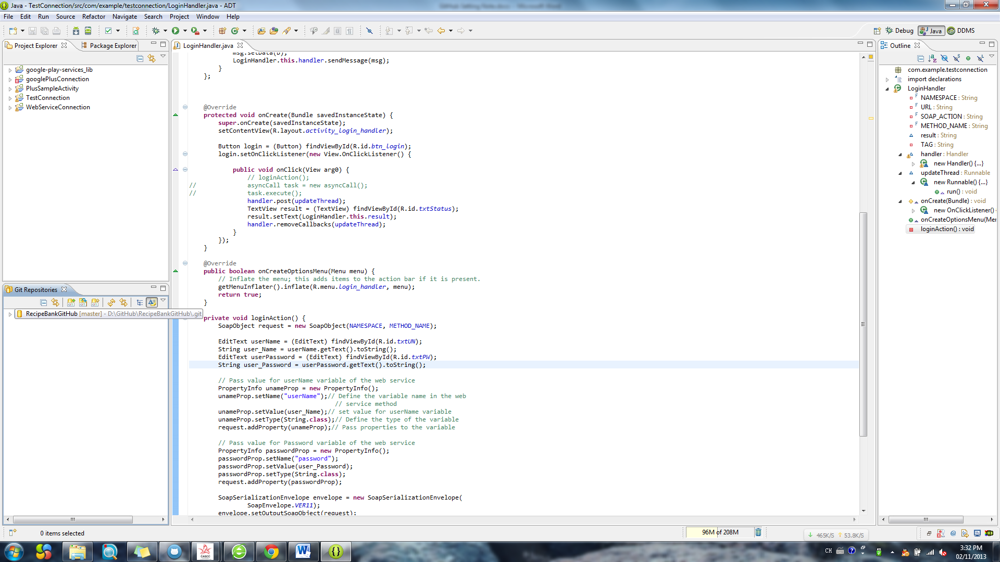 Java - TestConnection/src/com/example/testconnection/LoginHandler.java - ADT
File Edit Run Source Refactor Navigate Search Project Window Help
Debug Java DDMS
Project Explorer Package Explorer
google-play-services_lib
googlePlusConnection
PlusSampleActivity
TestConnection
WebServiceConnection
Git Repositories
RecipeBankGitHub [master] - D:\GitHub\RecipeBankGitHub\.git
LoginHandler.java
msg.setData(b);
LoginHandler.this.handler.sendMessage(msg);
}
};
@Override
protected void onCreate(Bundle savedInstanceState) {
super.onCreate(savedInstanceState);
setContentView(R.layout.activity_login_handler);
Button login = (Button) findViewById(R.id.btn_login);
login.setOnClickListener(new View.OnClickListener() {
public void onClick(View arg0) {
// loginAction();
// asyncCall task = new asyncCall();
// task.execute();
handler.post(updateThread);
TextView result = (TextView) findViewById(R.id.txtStatus);
result.setText(LoginHandler.this.result);
handler.removeCallbacks(updateThread);
}
});
}
@Override
public boolean onCreateOptionsMenu(Menu menu) {
// Inflate the menu; this adds items to the action bar if it is present.
getMenuInflater().inflate(R.menu.login_handler, menu);
return true;
}
private void loginAction() {
SoapObject request = new SoapObject(NAMESPACE, METHOD_NAME);
EditText userName = (EditText) findViewById(R.id.txtUN);
String user_Name = userName.getText().toString();
EditText userPassword = (EditText) findViewById(R.id.txtPW);
String user_Password = userPassword.getText().toString();
// Pass value for userName variable of the web service
PropertyInfo unameProp = new PropertyInfo();
unameProp.setName("userName");// Define the variable name in the web
// service method
unameProp.setValue(user_Name);// set value for userName variable
unameProp.setType(String.class);// Define the type of the variable
request.addProperty(unameProp);// Pass properties to the variable
// Pass value for Password variable of the web service
PropertyInfo passwordProp = new PropertyInfo();
passwordProp.setName("password");
passwordProp.setValue(user_Password);
passwordProp.setType(String.class);
request.addProperty(passwordProp);
SoapSerializationEnvelope envelope = new SoapSerializationEnvelope(
SoapEnvelope.VER11);
envelope.setOutputSoapObject(request);
Outline
com.example.testconnection
import declarations
LoginHandler
NAMESPACE : String
URL : String
SOAP_ACTION : String
METHOD_NAME : String
result : String
TAG : String
handler : Handler
new Handler() {...}
updateThread : Runnable
new Runnable() {...}
run() : void
onCreate(Bundle) : void
new OnClickListener()
onCreateOptionsMenu(Mer
loginAction() : void
0 items selected
96M of 208M
465K/S 53.8K/S
CASCC
CH
3:32 PM
02/11/2013